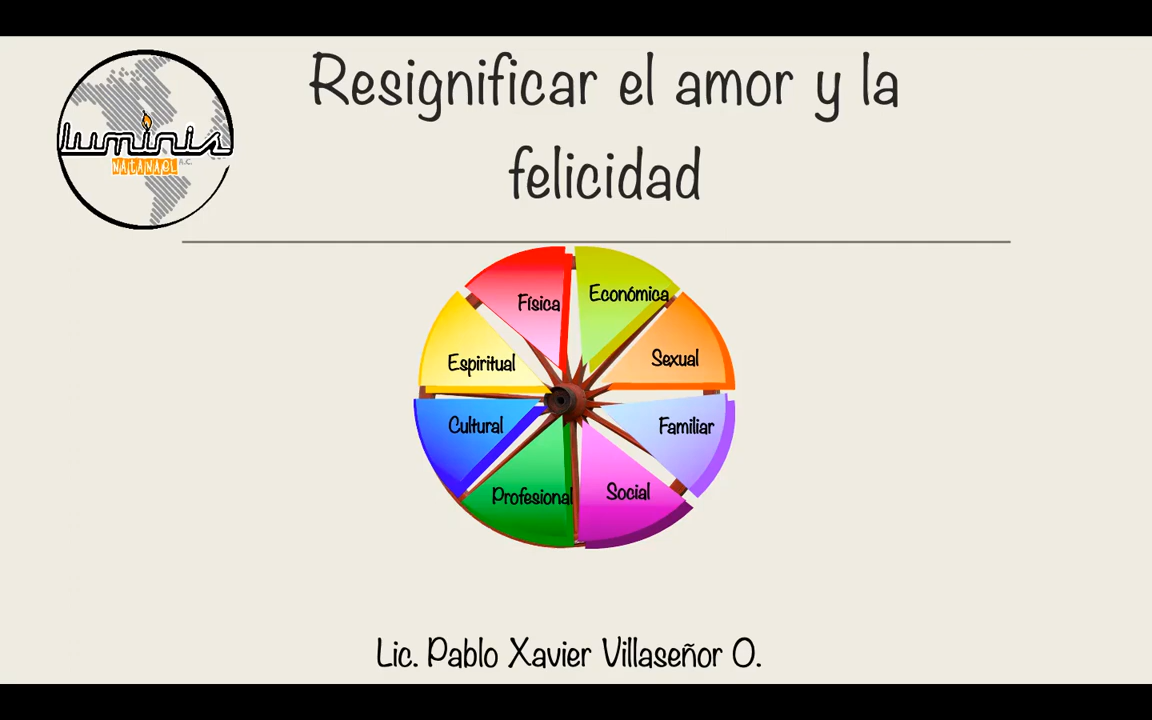 Resignificar el amor y la
felicidad
luminis
NATANAEL A.C.
Física
Económica
Espiritual
Sexual
Cultural
Familiar
Profesional
Social
Lic. Pablo Xavier Villaseñor O.